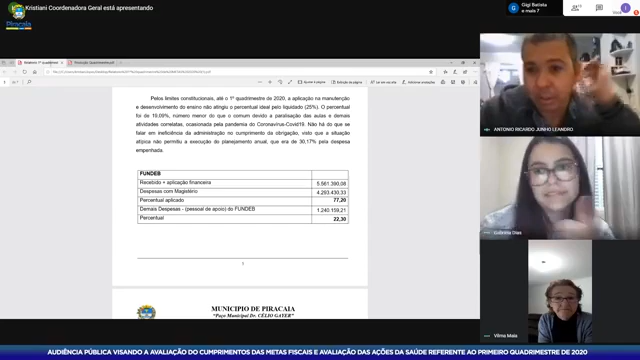 Kristiani Coordenadora Geral está apresentando
Piracaia
Gigi Batista
e mais 7
Pelos limites constitucionais, até o 1º quadrimestre de 2020, a aplicação na manutenção
e desenvolvimento do ensino não atingiu o percentual ideal pelo liquidado (25%). O percentual
foi de 19,09%, número menor do que o comum devido a paralisação das aulas e demais
atividades correlatas, ocasionada pela pandemia do Coronavírus-Covid19. Não há do que se
falar em ineficiência da administração no cumprimento da obrigação, visto que a situação
atípica não permitiu a execução do planejamento anual, que era de 30,17% pela despesa
empenhada.
FUNDEB
Recebido + aplicação financeira 5.561.390,08
Despesas com Magistério 4.293.430,33
Percentual aplicado 77,20
Demais Despesas - (pessoal de apoio) do FUNDEB 1.240.159,21
Percentual 22,30
MUNICIPIO DE PIRACAIA
"Paço Municipal Dr. CÉLIO GAYER"
ANTONIO RICARDO JUNHO LEANDRO
Dias
Vilma Maia
AUDIÊNCIA PÚBLICA VISANDO A AVALIAÇÃO DO CUMPRIMENTOS DAS METAS FISCAIS E AVALIAÇÃO DAS AÇÕES DA SAÚDE REFERENTE AO PRIMEIRO QUADRIMESTRE DE 2020